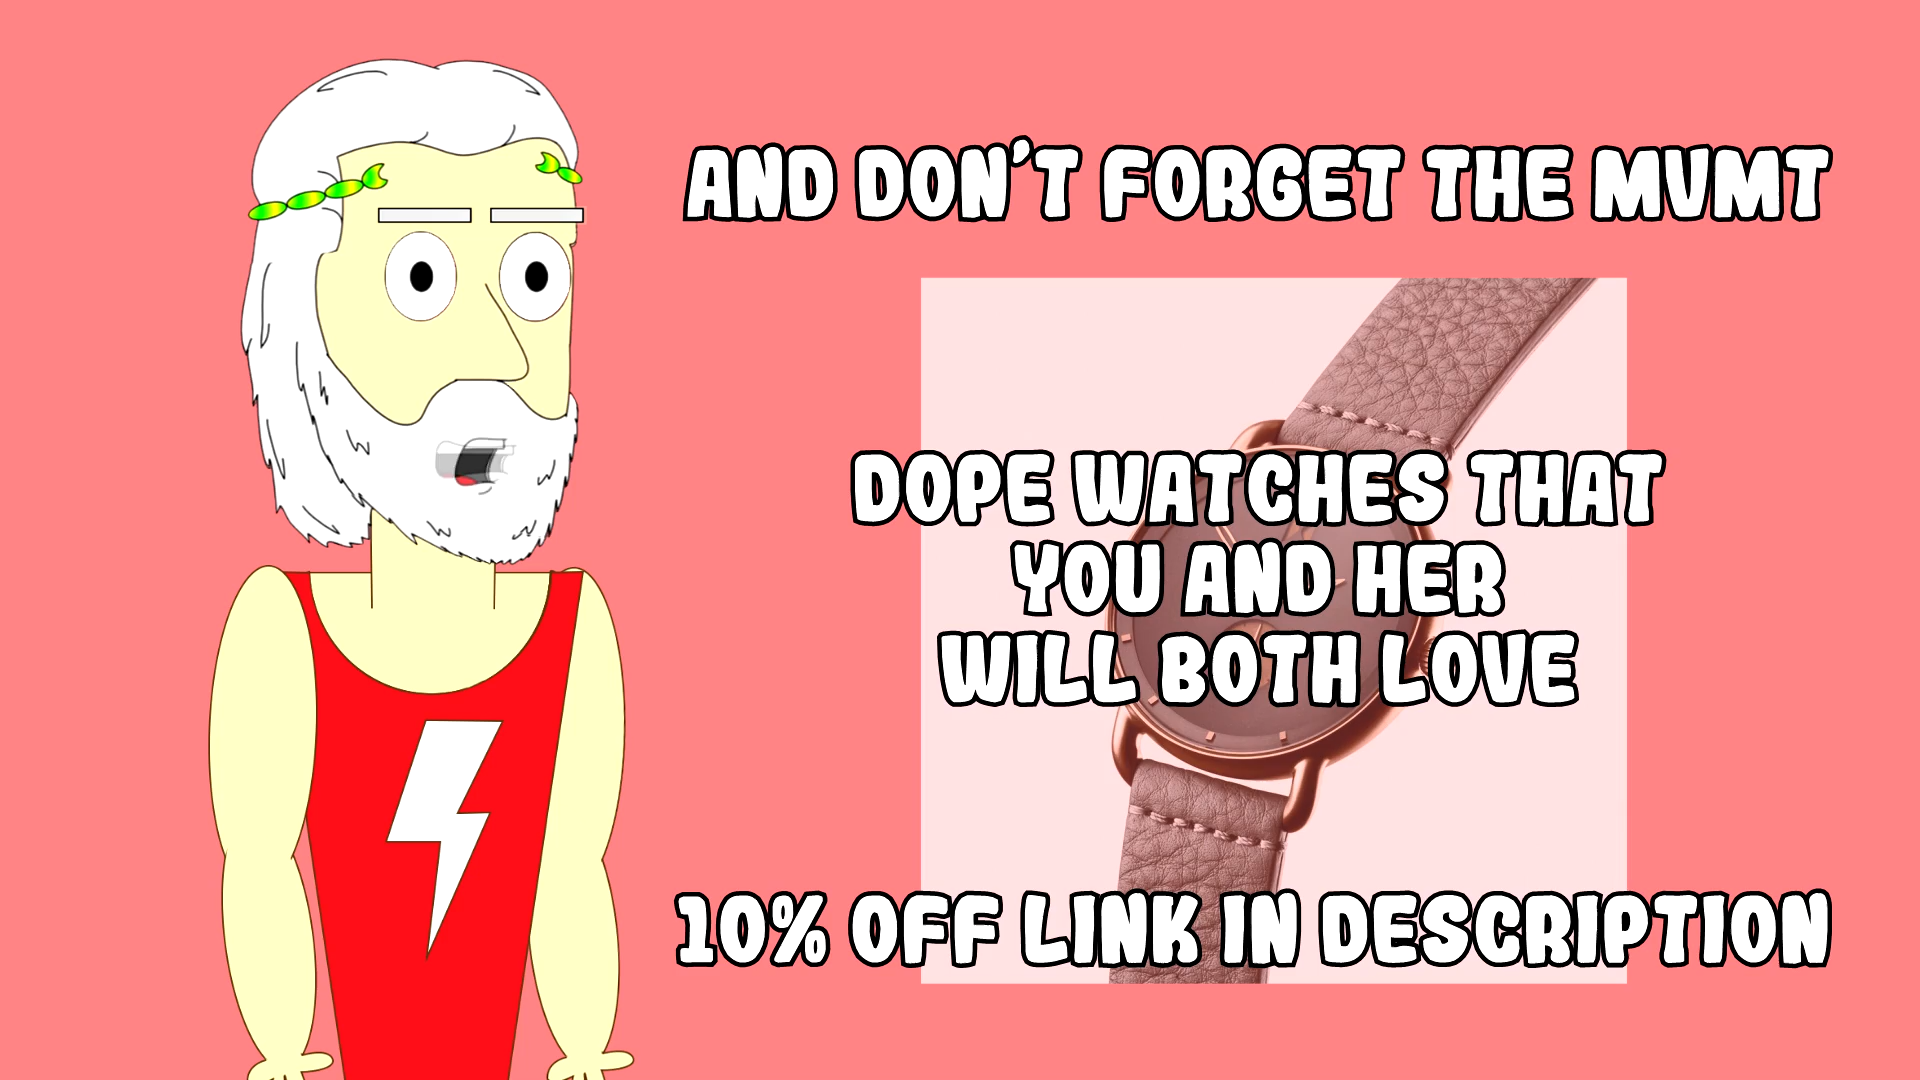 AND DON'T FORGET THE MVMT
DOPE WATCHES THAT
YOU AND HER
WILL BOTH LOVE
10% OFF LINK IN DESCRIPTION